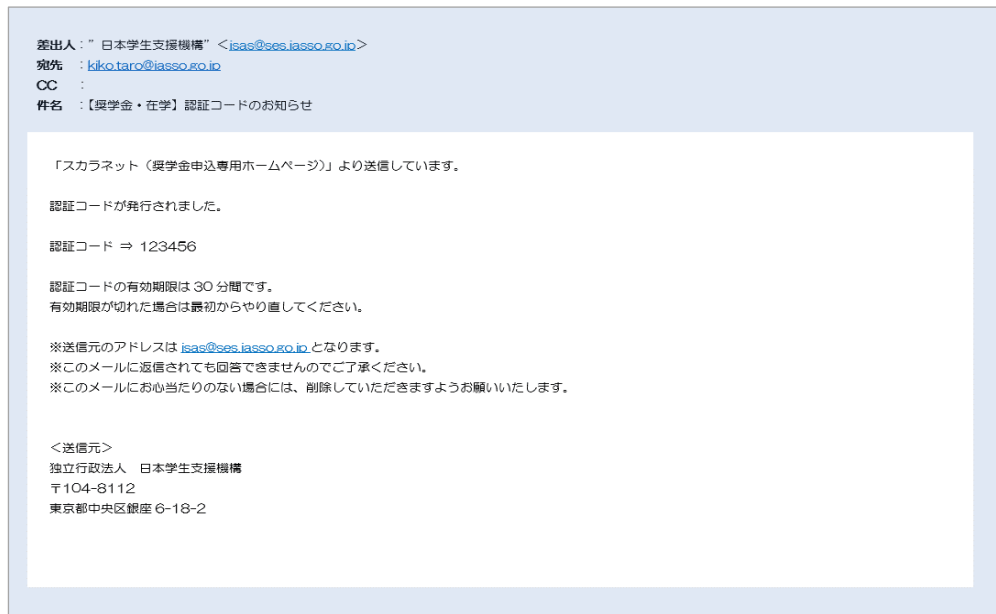 差出人：”日本学生支援機構”＜isas@ses.jasso.go.jp＞
宛先　：kiko.taro@jasso.go.jp
CC　：
件名　：【奨学金・在学】認証コードのお知らせ
「スカラネット（奨学金申込専用ホームページ）」より送信しています。
認証コードが発行されました。
認証コード ⇒ 123456
認証コードの有効期限は 30 分間です。
有効期限が切れた場合は最初からやり直してください。
※送信元のアドレスは isas@ses.jasso.go.jp となります。
※このメールに返信されても回答できませんのでご了承ください。
※このメールにお心当たりのない場合には、削除していただきますようお願いいたします。
＜送信元＞
独立行政法人　日本学生支援機構
〒104-8112
東京都中央区銀座 6-18-2